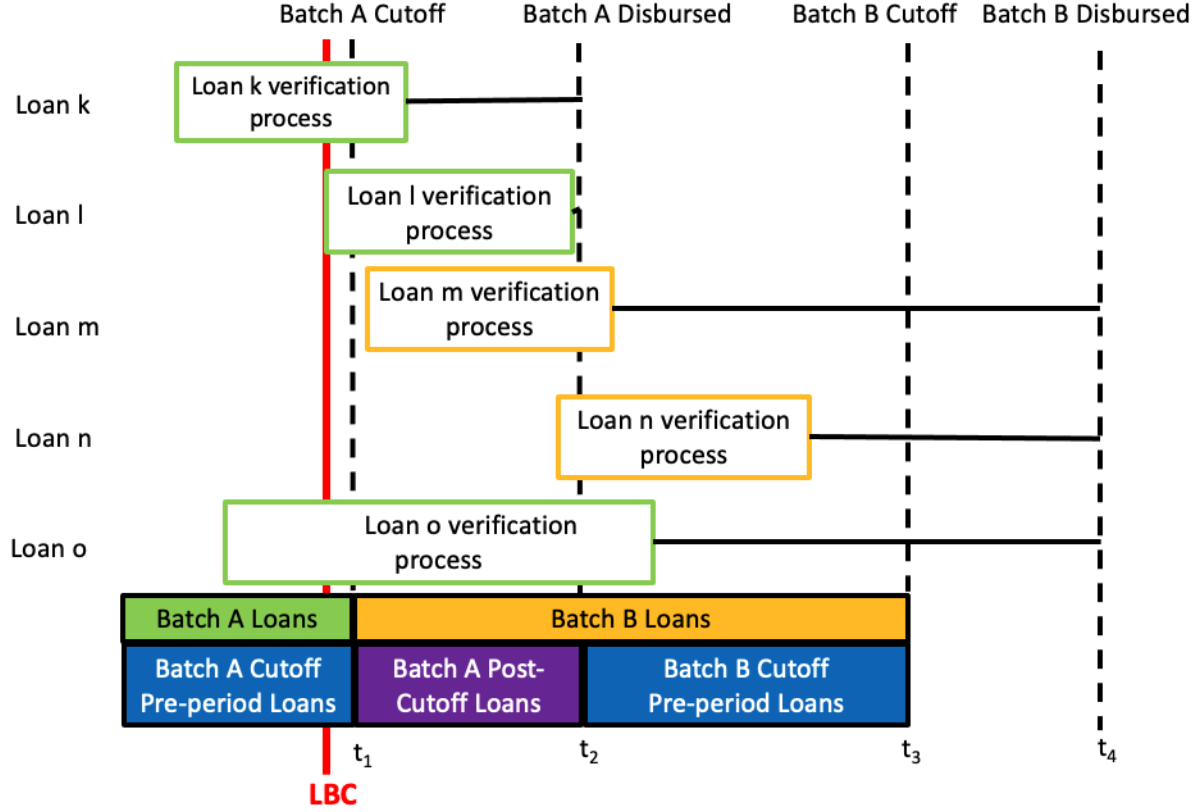 Batch A Cutoff
Batch A Disbursed
Batch B Cutoff
Batch B Disbursed
Loan k
Loan k verification
process
Loan l
Loan l verification
process
Loan m
Loan m verification
process
Loan n
Loan n verification
process
Loan o
Loan o verification
process
Batch A Loans
Batch B Loans
Batch A Cutoff
Pre-period Loans
Batch A Post-
Cutoff Loans
Batch B Cutoff
Pre-period Loans
t₁
t₂
t₃
t₄
LBC